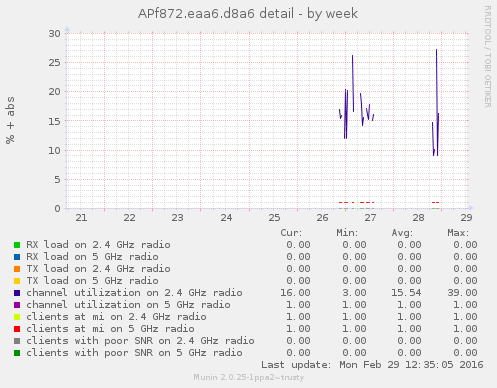 APf872.eaa6.d8a6 detail - by week
RRDTOOL / TOBI OETIKER
% + abs
30
25
20
15
10
5
0
21 22 23 24 25 26 27 28 29
Cur: Min: Avg: Max:
RX load on 2.4 GHz radio 0.00 0.00 0.00 0.00
RX load on 5 GHz radio 0.00 0.00 0.00 0.00
TX load on 2.4 GHz radio 0.00 0.00 0.00 0.00
TX load on 5 GHz radio 0.00 0.00 0.00 0.00
channel utilization on 2.4 GHz radio 16.00 3.00 15.54 39.00
channel utilization on 5 GHz radio 1.00 1.00 1.00 1.00
clients at mi on 2.4 GHz radio 1.00 1.00 1.00 1.00
clients at mi on 5 GHz radio 1.00 1.00 1.00 1.00
clients with poor SNR on 2.4 GHz radio 0.00 0.00 0.00 0.00
clients with poor SNR on 5 GHz radio 0.00 0.00 0.00 0.00
Last update: Mon Feb 29 12:35:05 2016
Munin 2.0.25-1ppa2~trusty